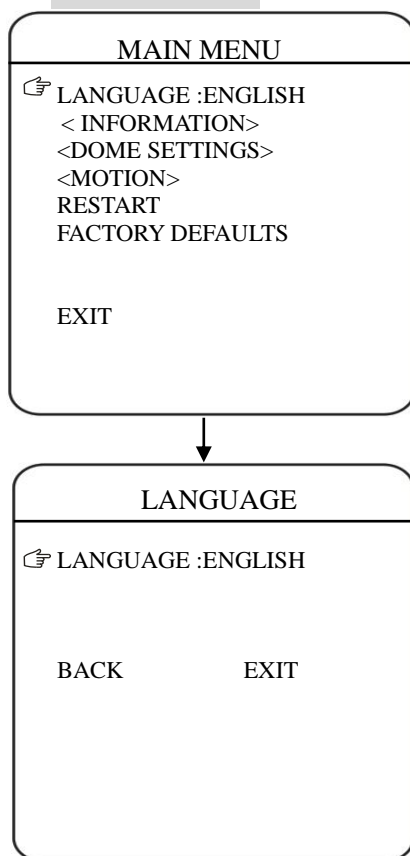 MAIN MENU
LANGUAGE :ENGLISH
< INFORMATION>
<DOME SETTINGS>
<MOTION>
RESTART
FACTORY DEFAULTS
EXIT
LANGUAGE
LANGUAGE :ENGLISH
BACK EXIT